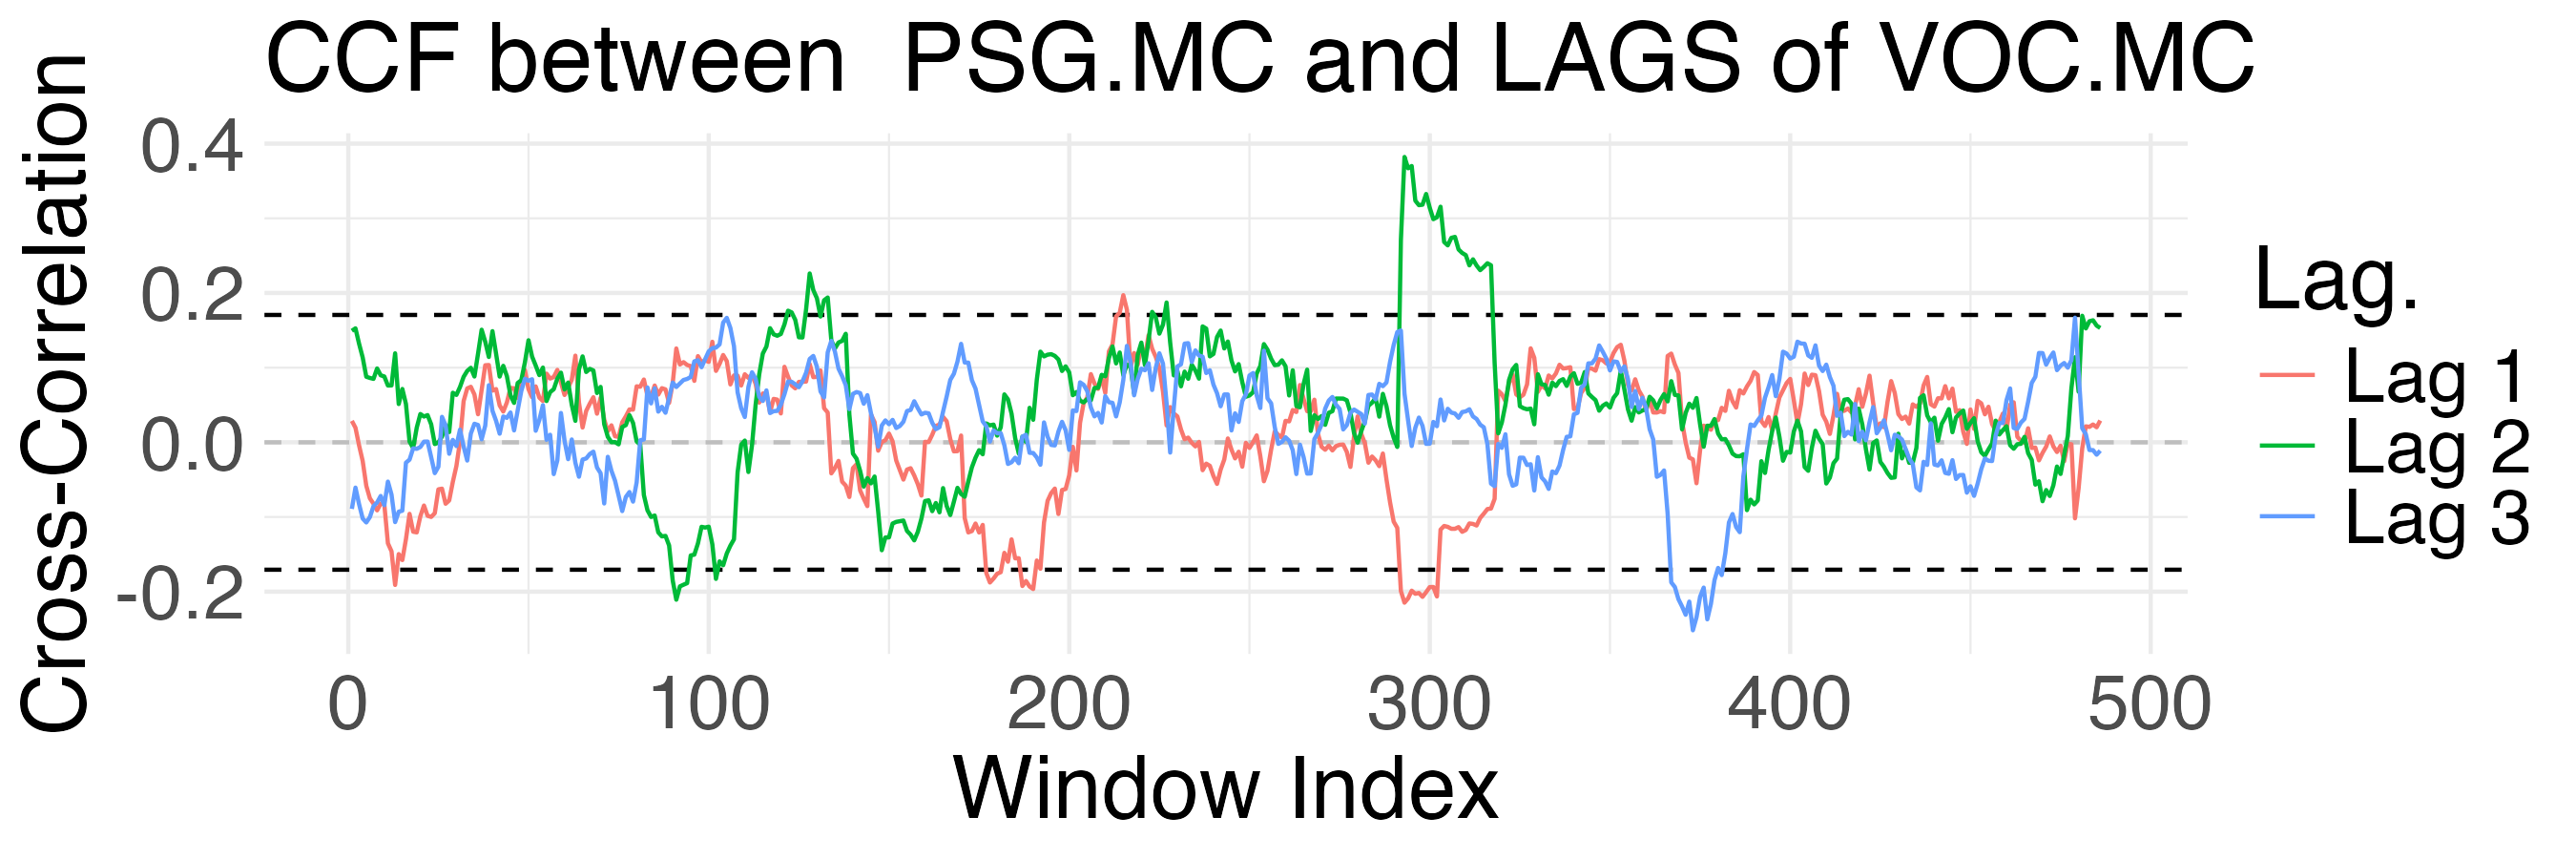 CCF between  PSG.MC and LAGS of VOC.MC
Cross-Correlation
0.4
0.2
0.0
-0.2
0 100 200 300 400 500
Window Index
Lag.
Lag 1
Lag 2
Lag 3